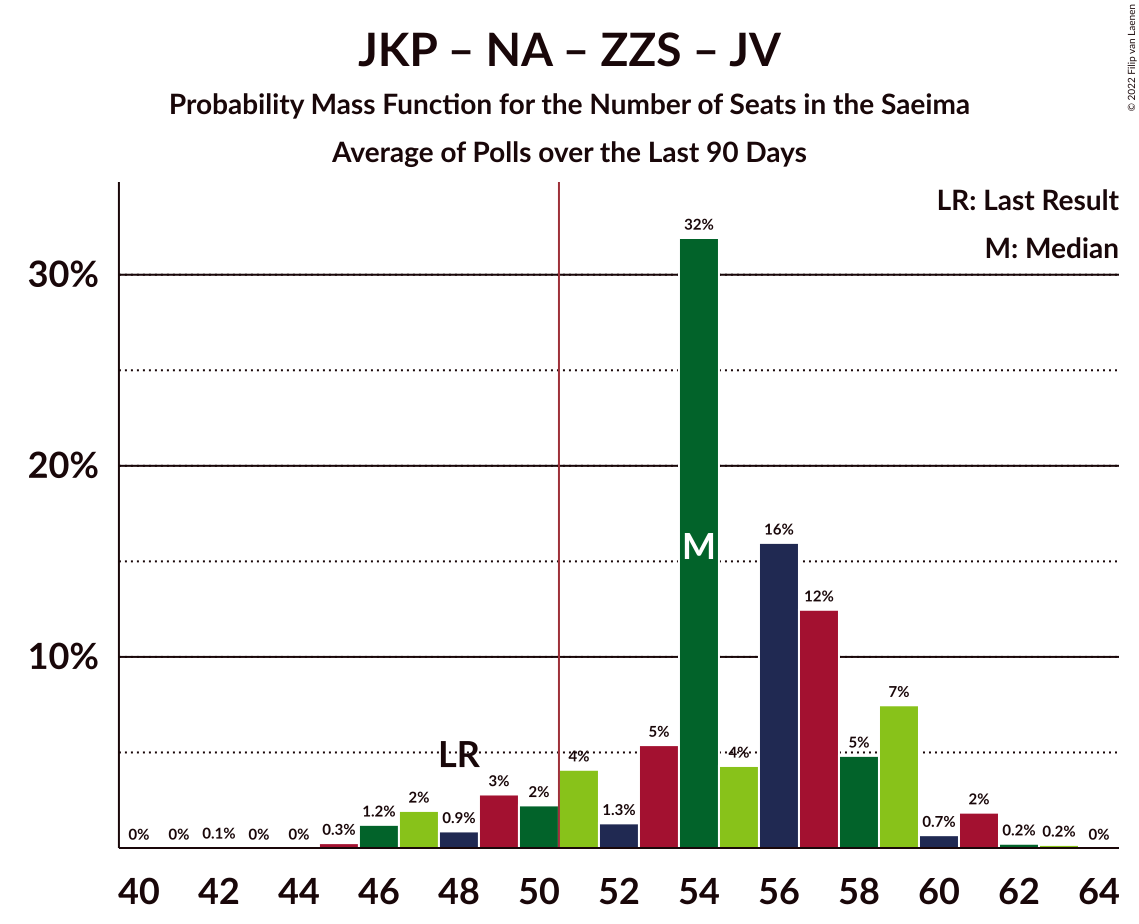 JKP – NA – ZZS – JV
Probability Mass Function for the Number of Seats in the Saeima
Average of Polls over the Last 90 Days
© 2022 Filip van Laenen
LR: Last Result
M: Median
30%
20%
10%
0% 0% 0.1% 0% 0% 0.3% 1.2% 2% 0.9% 3% 2% 4% 1.3% 5% 32% 4% 16% 12% 5% 7% 0.7% 2% 0.2% 0.2% 0%
LR
M
40 42 44 46 48 50 52 54 56 58 60 62 64